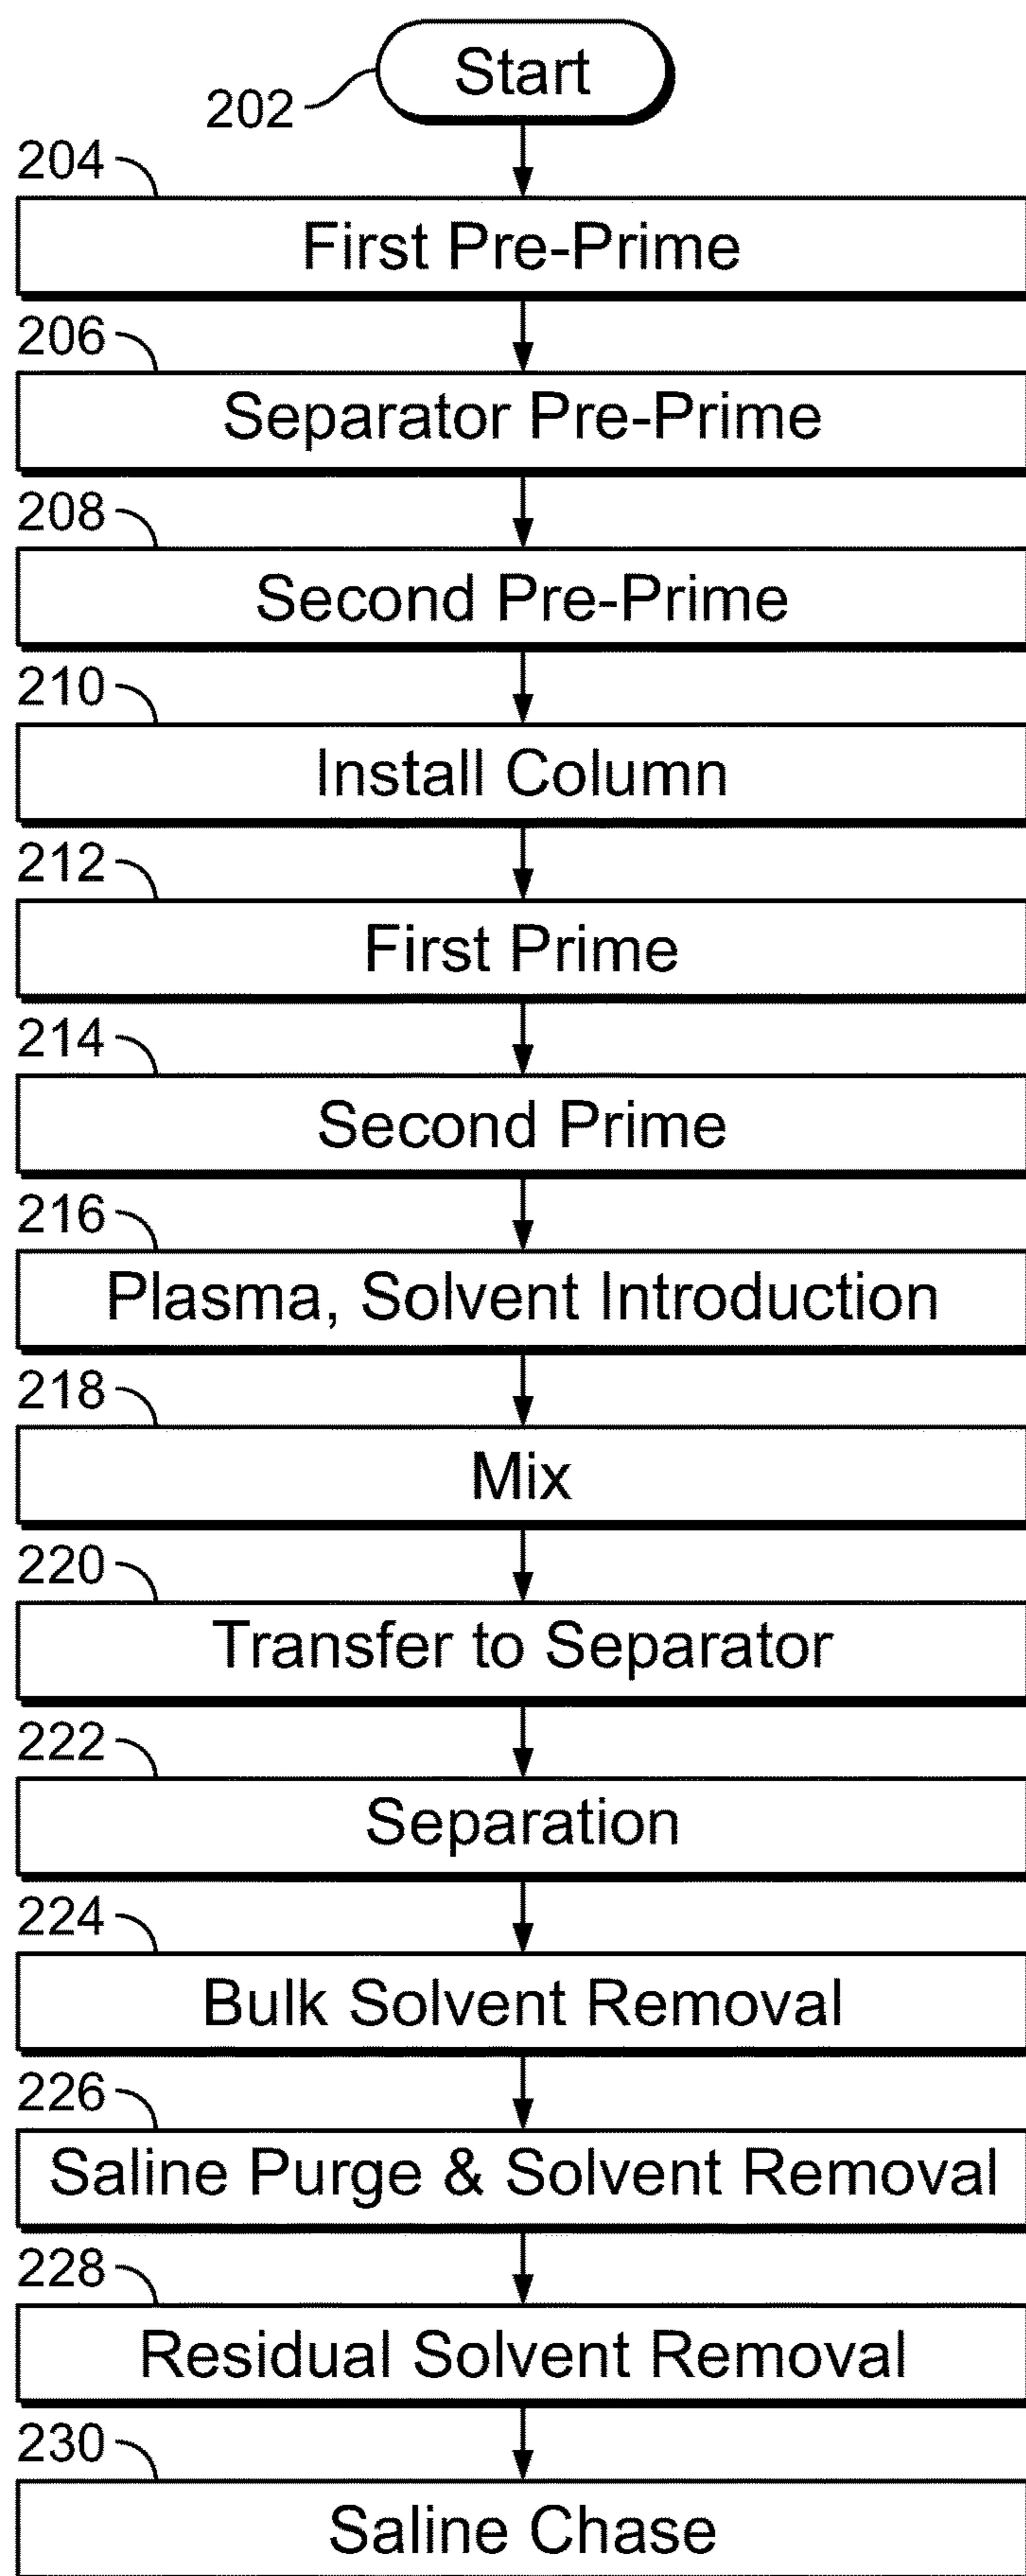 Start
202
204
First Pre-Prime
206
Separator Pre-Prime
208
Second Pre-Prime
210
Install Column
212
First Prime
214
Second Prime
216
Plasma, Solvent Introduction
218
Mix
220
Transfer to Separator
222
Separation
224
Bulk Solvent Removal
226
Saline Purge & Solvent Removal
228
Residual Solvent Removal
230
Saline Chase